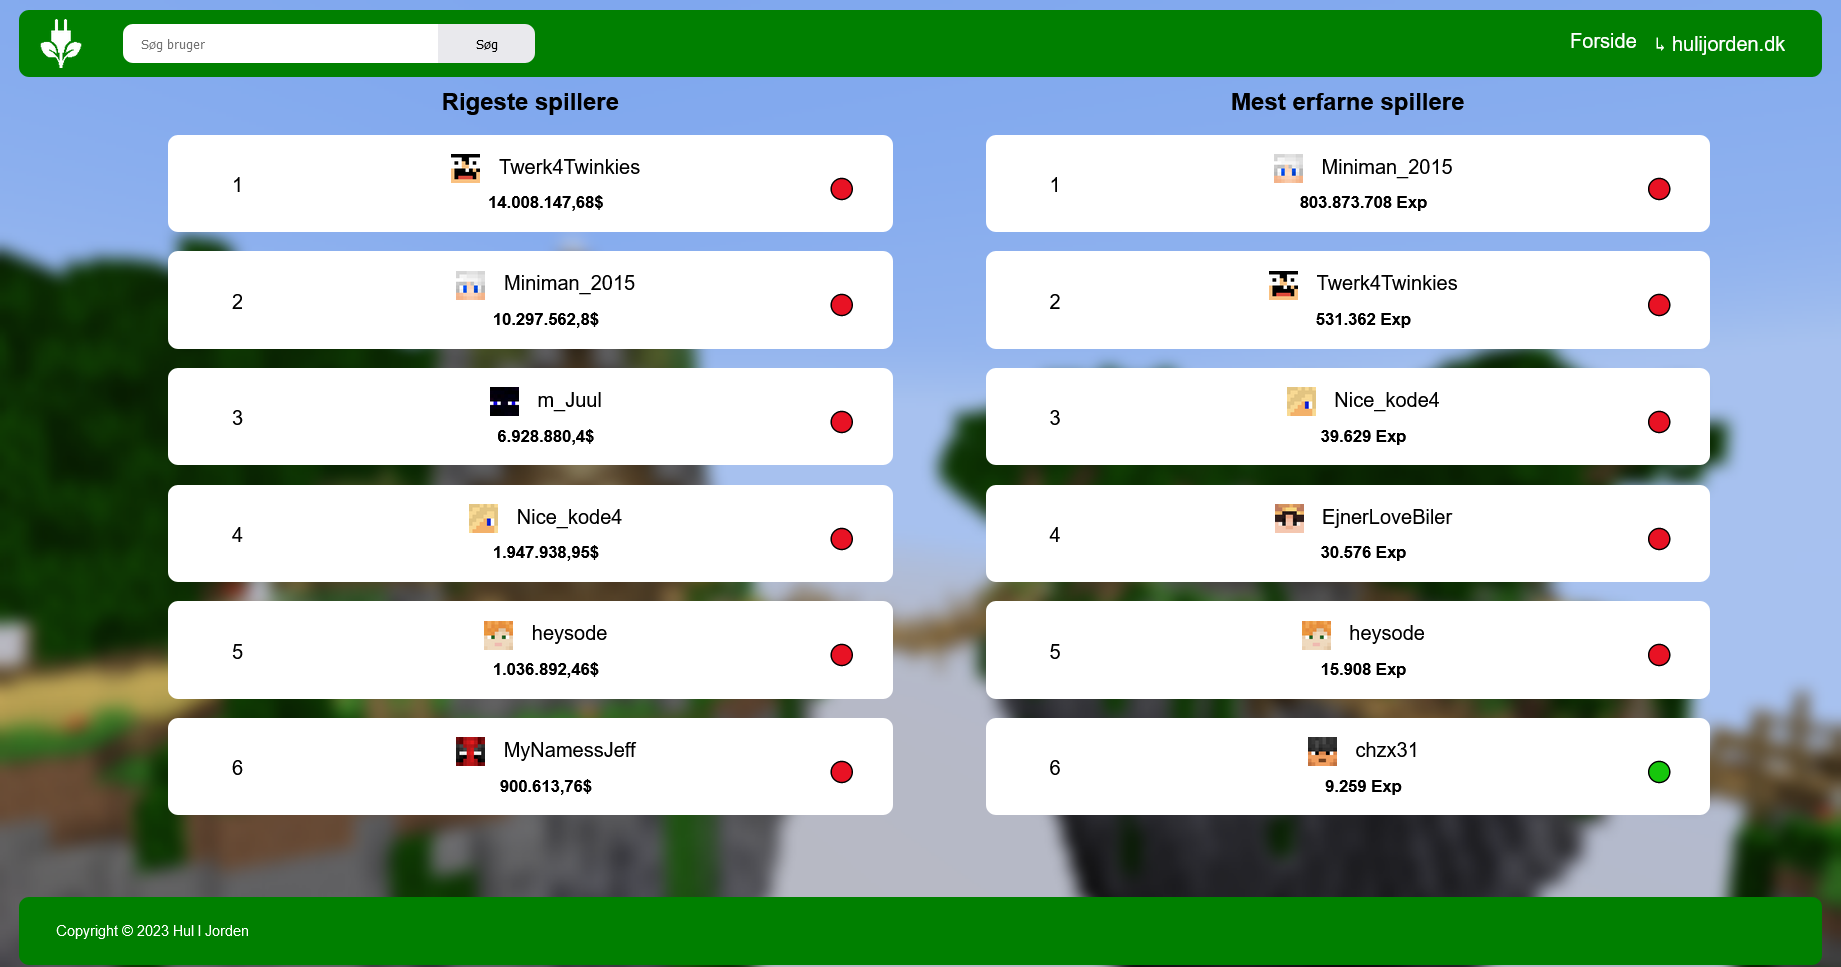 Søg bruger
Søg
Forside
↳ hulijorden.dk
Rigeste spillere
1
Twerk4Twinkies
14.008.147,68$
2
Miniman_2015
10.297.562,8$
3
m_Juul
6.928.880,4$
4
Nice_kode4
1.947.938,95$
5
heysode
1.036.892,46$
6
MyNamessJeff
900.613,76$
Mest erfarne spillere
1
Miniman_2015
803.873.708 Exp
2
Twerk4Twinkies
531.362 Exp
3
Nice_kode4
39.629 Exp
4
EjnerLoveBiler
30.576 Exp
5
heysode
15.908 Exp
6
chzx31
9.259 Exp
Copyright © 2023 Hul I Jorden